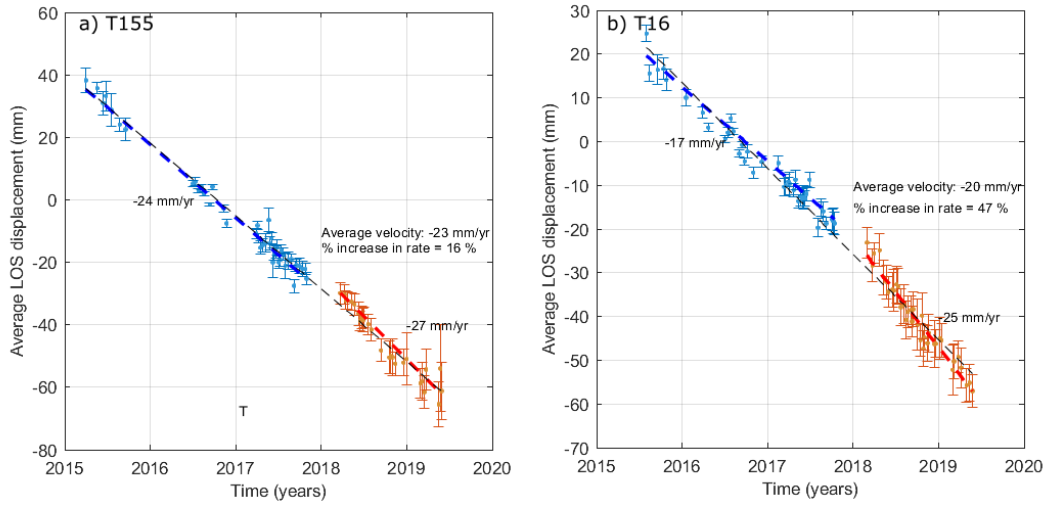 a) T155
60
40
20
0
-20
-40
-60
-80
2015
2016
2017
2018
2019
2020
Average LOS displacement (mm)
Time (years)
-24 mm/yr
Average velocity: -23 mm/yr
% increase in rate = 16 %
-27 mm/yr
T
b) T16
30
20
10
0
-10
-20
-30
-40
-50
-60
-70
2015
2016
2017
2018
2019
2020
Average LOS displacement (mm)
Time (years)
-17 mm/yr
Average velocity: -20 mm/yr
% increase in rate = 47 %
-25 mm/yr